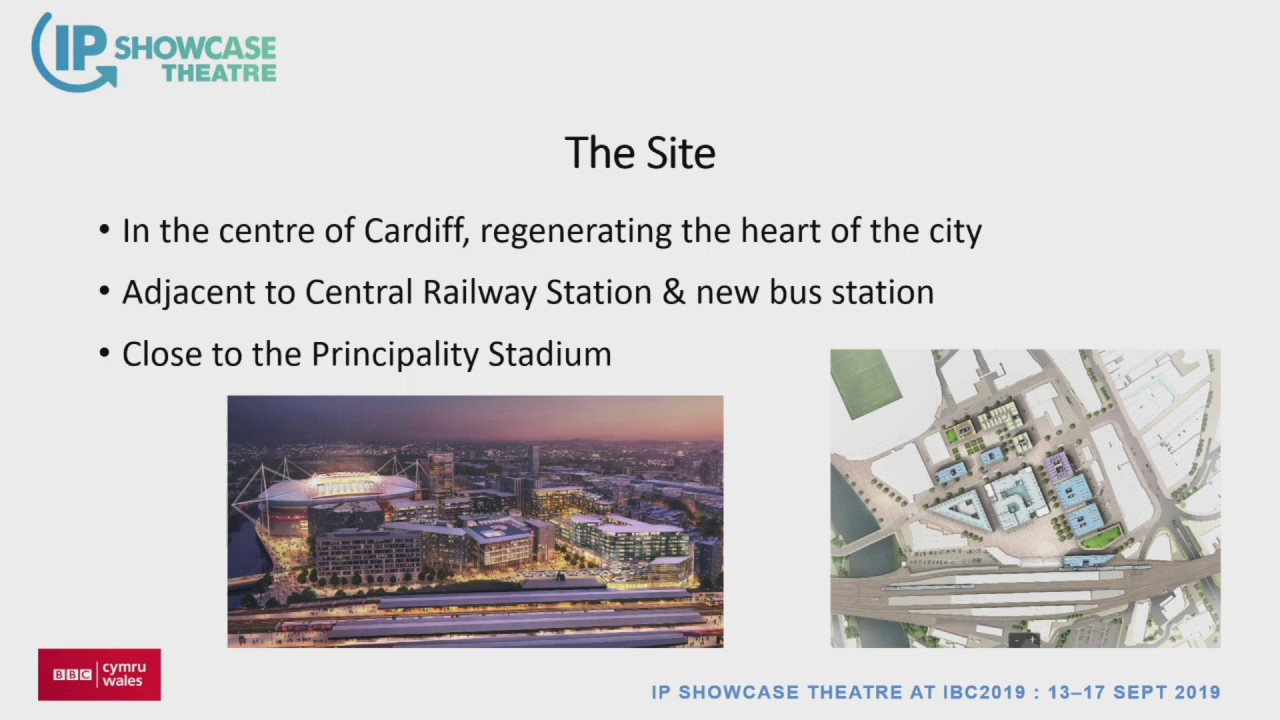 IP SHOWCASE
THEATRE
The Site
• In the centre of Cardiff, regenerating the heart of the city
• Adjacent to Central Railway Station & new bus station
• Close to the Principality Stadium
BBC cymru
wales
IP SHOWCASE THEATRE AT IBC2019 : 13–17 SEPT 2019